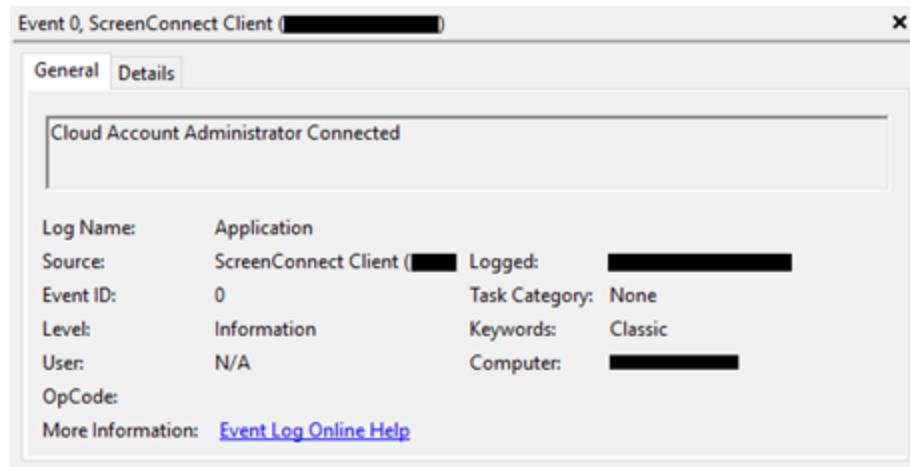 Event 0, ScreenConnect Client ( )
General Details
Cloud Account Administrator Connected
Log Name: Application
Source: ScreenConnect Client ( Logged:
Event ID: 0 Task Category: None
Level: Information Keywords: Classic
User: N/A Computer:
OpCode:
More Information: Event Log Online Help